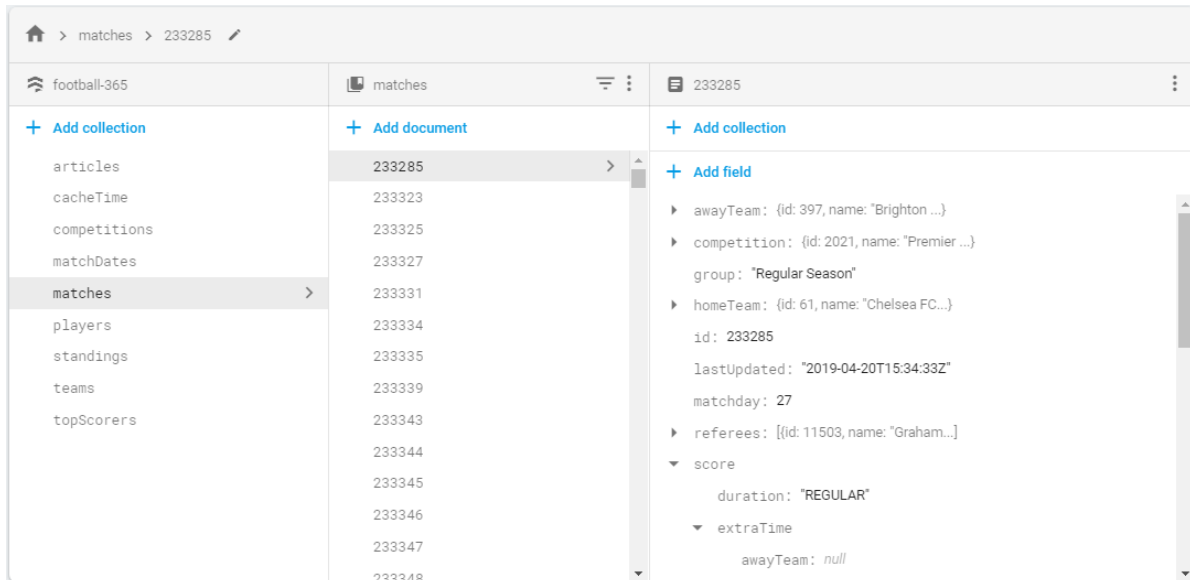 matches > 233285
football-365
Add collection
articles
cacheTime
competitions
matchDates
matches
players
standings
teams
topScorers
matches
Add document
233285
233323
233325
233327
233331
233334
233335
233339
233343
233344
233345
233346
233347
233348
233285
Add collection
Add field
awayTeam: {id: 397, name: "Brighton ...}
competition: {id: 2021, name: "Premier ...}
group: "Regular Season"
homeTeam: {id: 61, name: "Chelsea FC...}
id: 233285
lastUpdated: "2019-04-20T15:34:33Z"
matchday: 27
referees: [{id: 11503, name: "Graham...]
score
duration: "REGULAR"
extraTime
awayTeam: null